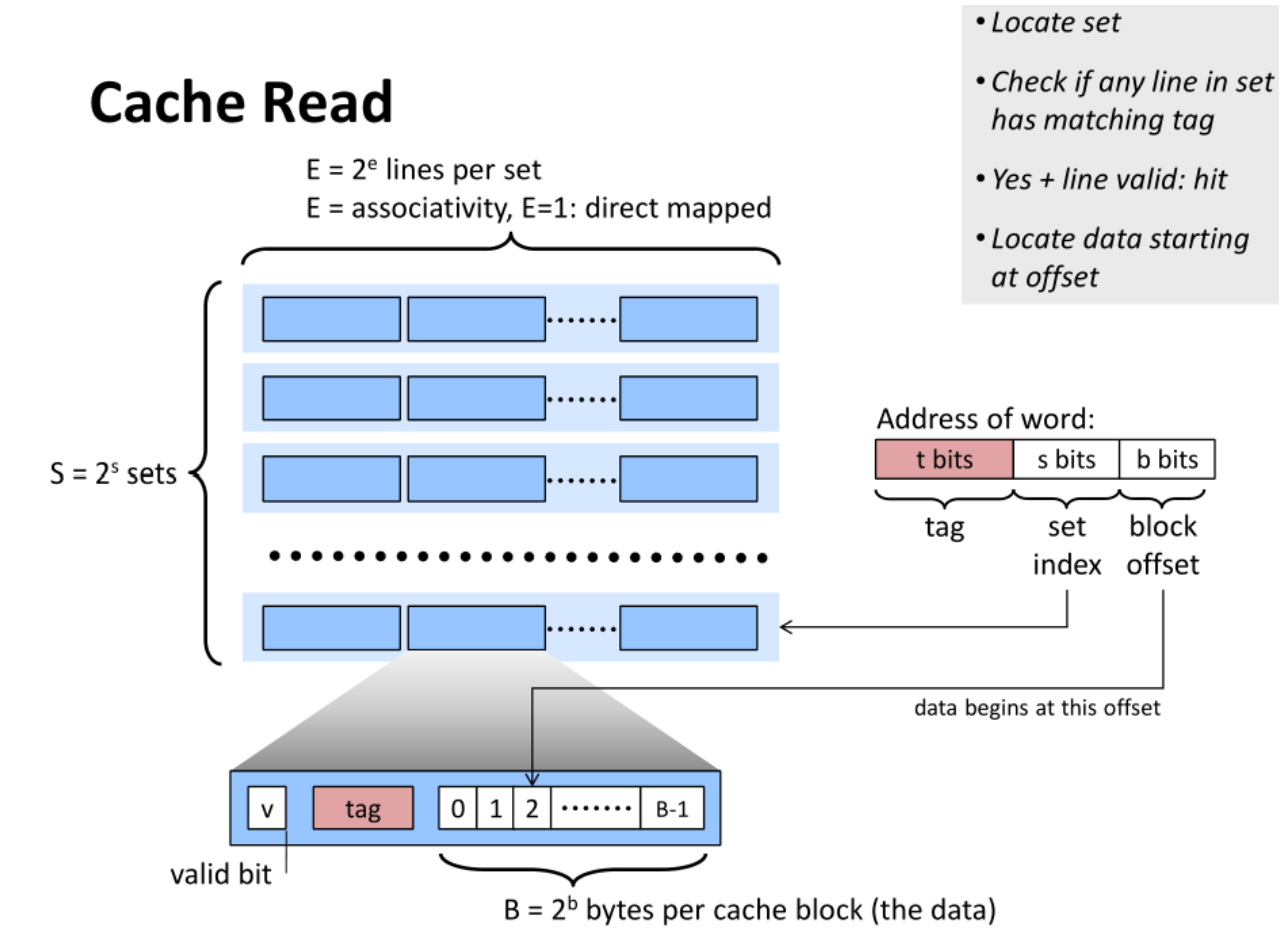 Cache Read
• Locate set
• Check if any line in set
has matching tag
• Yes + line valid: hit
• Locate data starting
at offset
E = 2ᵉ lines per set
E = associativity, E=1: direct mapped
S = 2ˢ sets
Address of word:
t bits s bits b bits
tag set block
index offset
data begins at this offset
v tag 0 1 2 ······· B-1
valid bit
B = 2ᵇ bytes per cache block (the data)